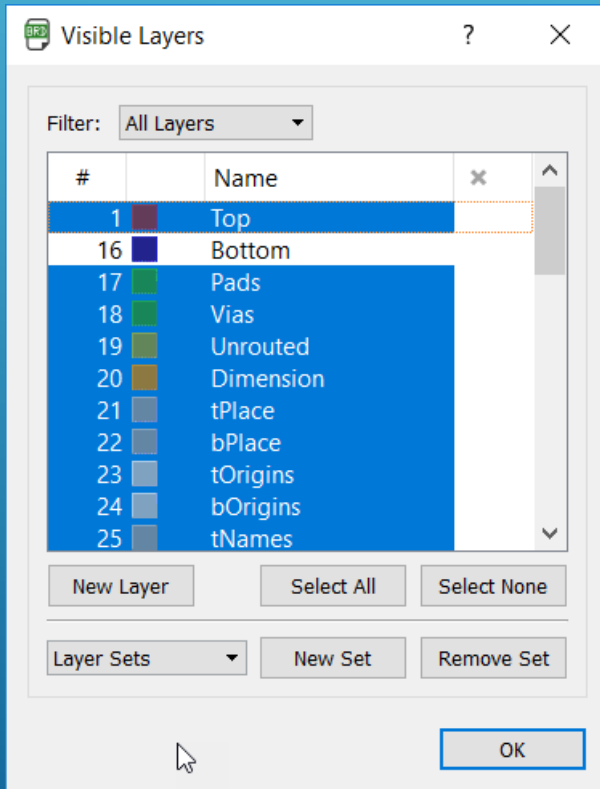 BRD Visible Layers ?
Filter: All Layers
# Name
1 Top
16 Bottom
17 Pads
18 Vias
19 Unrouted
20 Dimension
21 tPlace
22 bPlace
23 tOrigins
24 bOrigins
25 tNames
New Layer Select All Select None
Layer Sets New Set Remove Set
OK